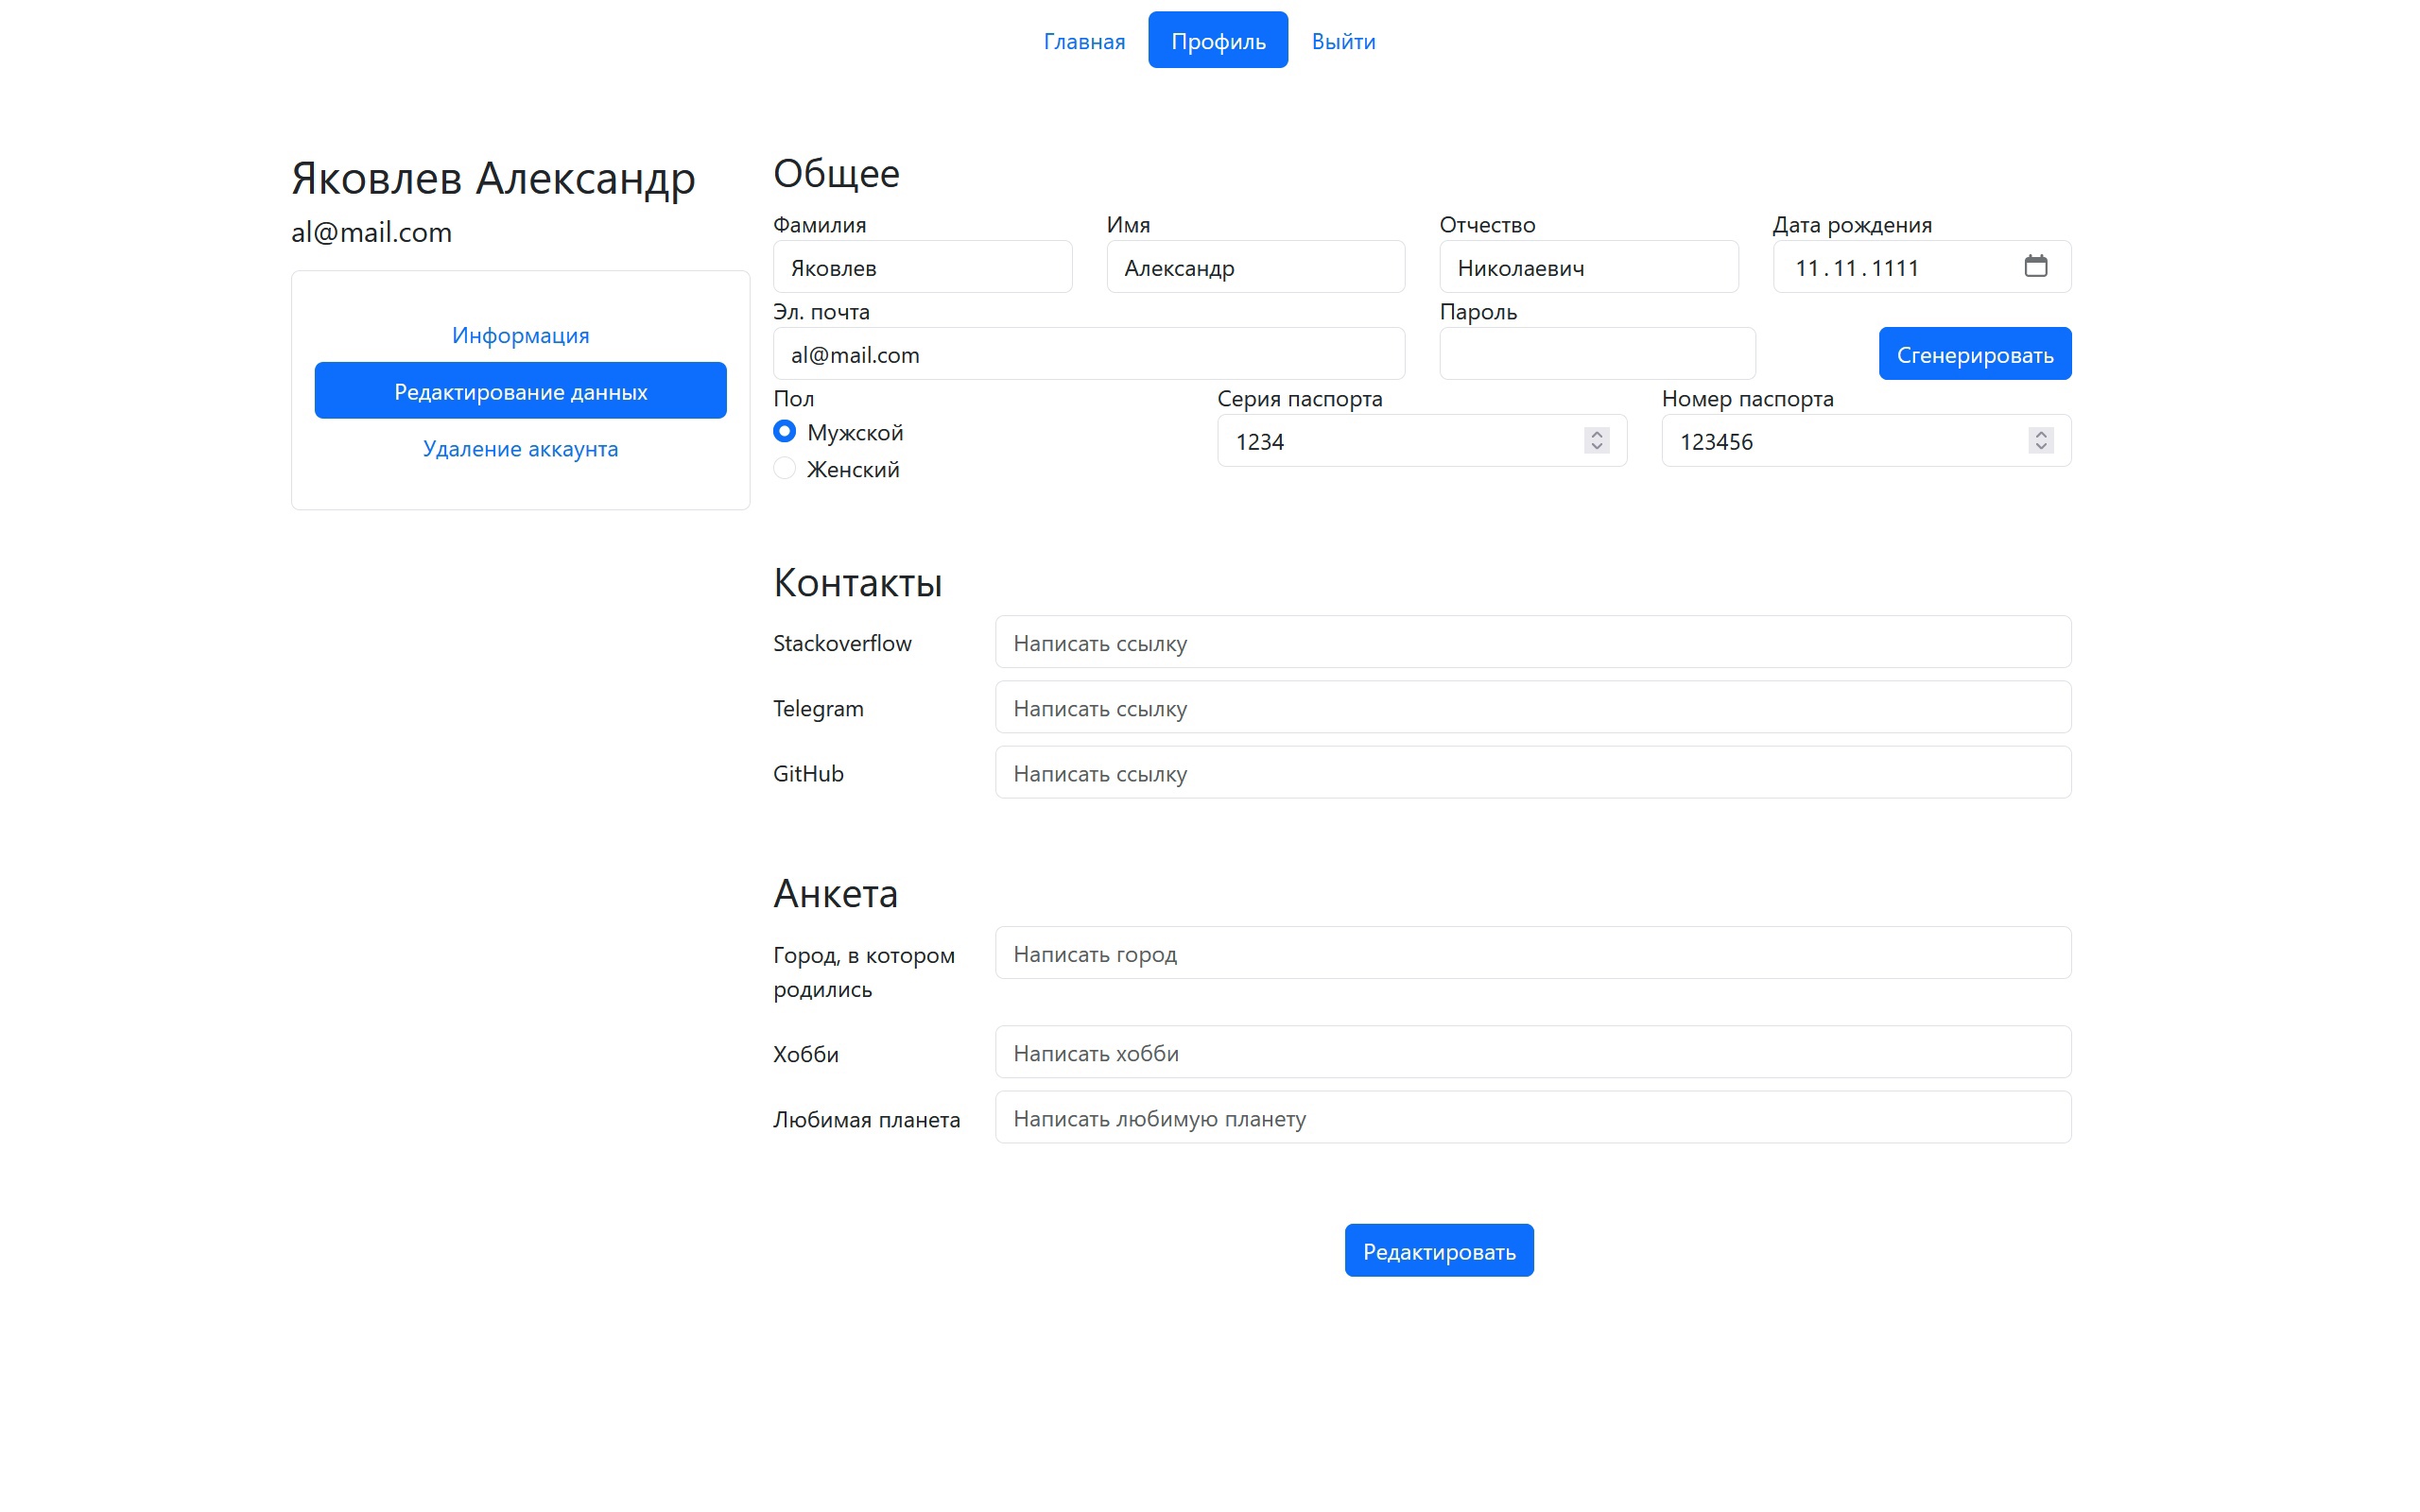 Главная Профиль Выйти
Яковлев Александр
al@mail.com
Информация
Редактирование данных
Удаление аккаунта
Общее
Фамилия Имя Отчество Дата рождения
Яковлев Александр Николаевич 11.11.1111
Эл. почта Пароль
al@mail.com Сгенерировать
Пол Серия паспорта Номер паспорта
Мужской 1234 123456
Женский
Контакты
Stackoverflow Написать ссылку
Telegram Написать ссылку
GitHub Написать ссылку
Анкета
Город, в котором Написать город
родились
Хобби Написать хобби
Любимая планета Написать любимую планету
Редактировать